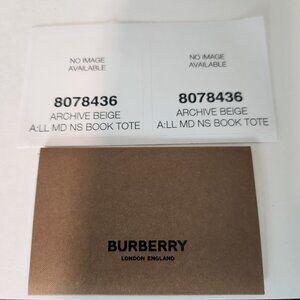 NO IMAGE
AVAILABLE
8078436
ARCHIVE BEIGE
A:LL MD NS BOOK TOTE
NO IMAGE
AVAILABLE
8078436
ARCHIVE BEIGE
A:LL MD NS BOOK TOTE
BURBERRY
LONDON ENGLAND